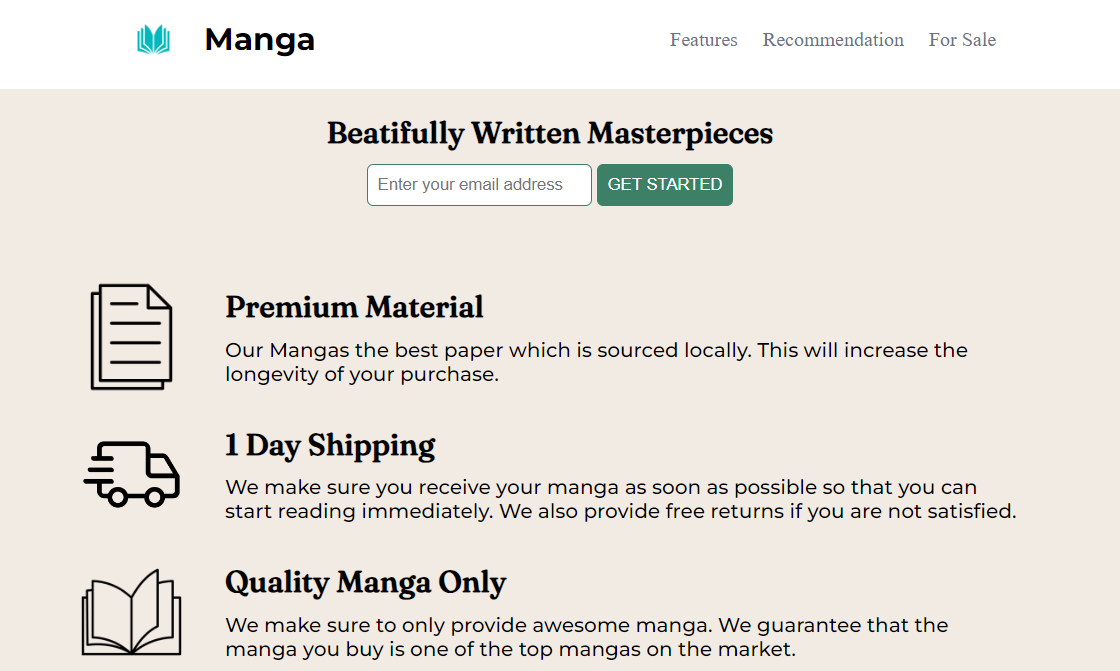 Manga
Features Recommendation For Sale
Beatifully Written Masterpieces
Enter your email address GET STARTED
Premium Material
Our Mangas the best paper which is sourced locally. This will increase the
longevity of your purchase.
1 Day Shipping
We make sure you receive your manga as soon as possible so that you can
start reading immediately. We also provide free returns if you are not satisfied.
Quality Manga Only
We make sure to only provide awesome manga. We guarantee that the
manga you buy is one of the top mangas on the market.